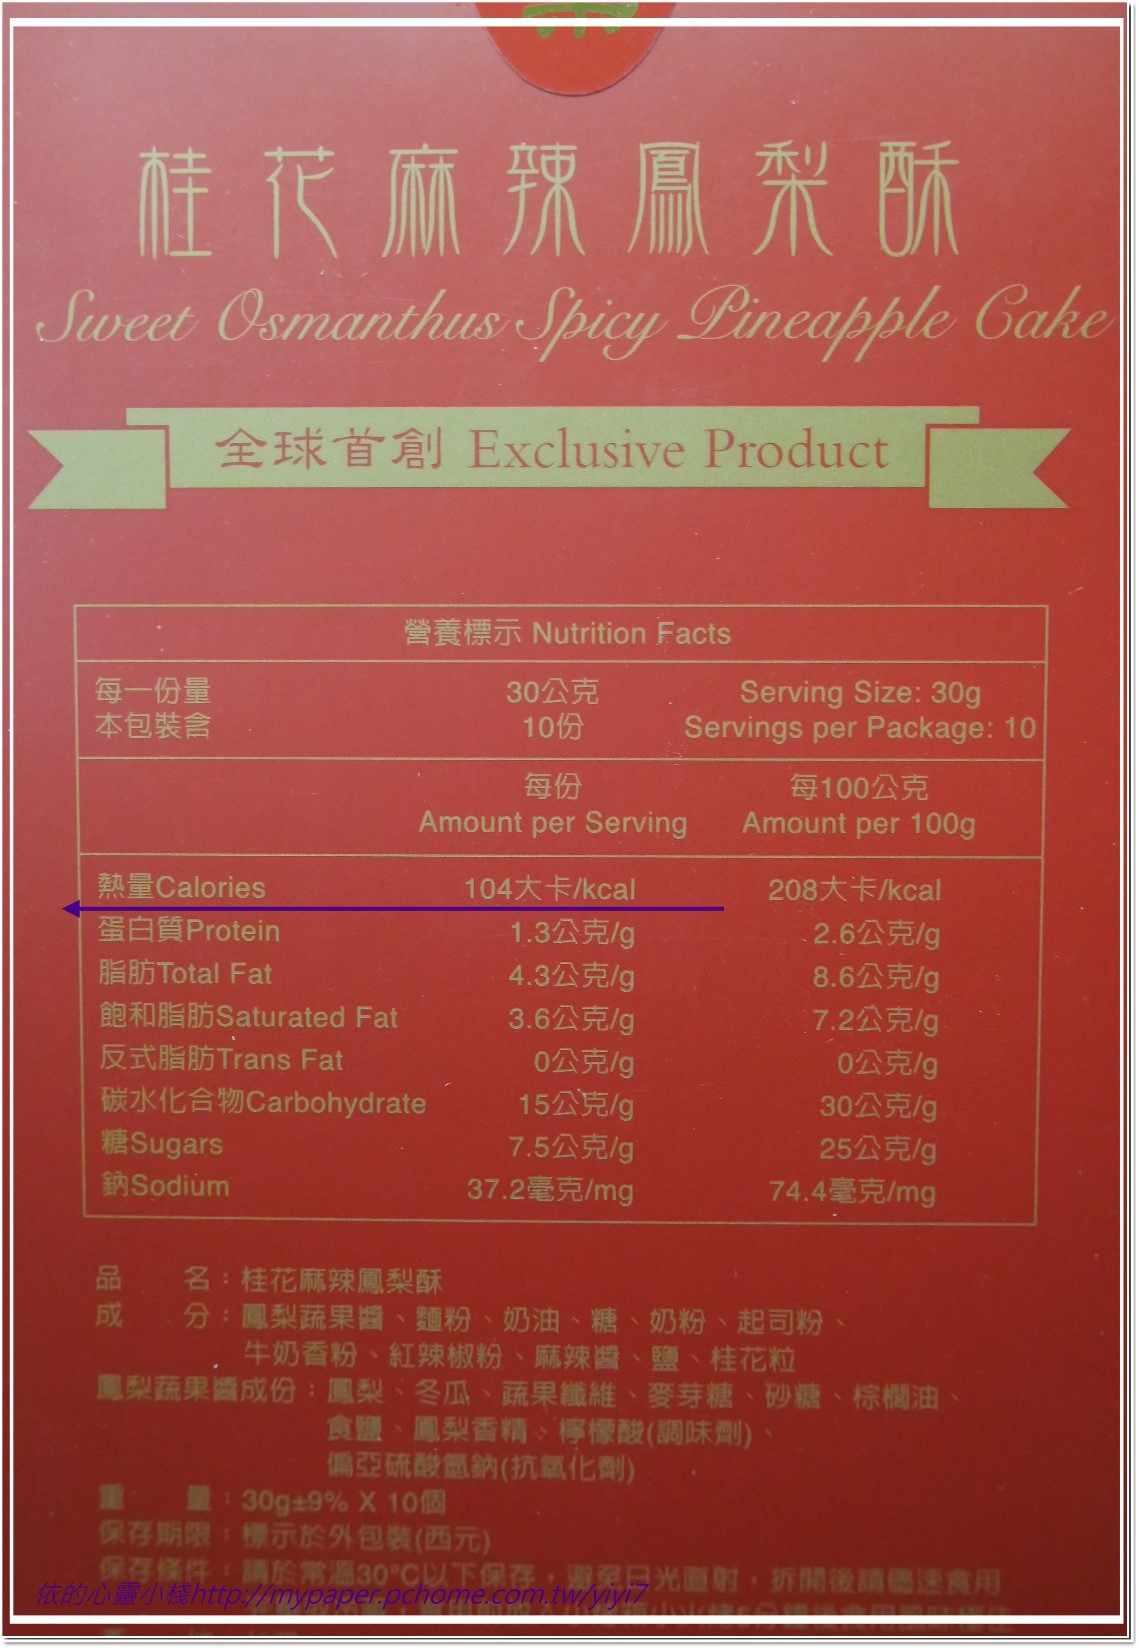 桂花麻辣鳳梨酥
Sweet Osmanthus Spicy Pineapple Cake
全球首創 Exclusive Product
營養標示 Nutrition Facts
每一份量 30公克 Serving Size: 30g
本包裝含 10份 Servings per Package: 10
每份 每100公克
Amount per Serving Amount per 100g
熱量Calories 104大卡/kcal 208大卡/kcal
蛋白質Protein 1.3公克/g 2.6公克/g
脂肪Total Fat 4.3公克/g 8.6公克/g
飽和脂肪Saturated Fat 3.6公克/g 7.2公克/g
反式脂肪Trans Fat 0公克/g 0公克/g
碳水化合物Carbohydrate 15公克/g 30公克/g
糖Sugars 7.5公克/g 25公克/g
鈉Sodium 37.2毫克/mg 74.4毫克/mg
品 名：桂花麻辣鳳梨酥
成 分：鳳梨蔬果醬、麵粉、奶油、糖、奶粉、起司粉、
牛奶香粉、紅辣椒粉、麻辣醬、鹽、桂花粒
鳳梨蔬果醬成份：鳳梨、冬瓜、蔬果纖維、麥芽糖、砂糖、棕櫚油、
食鹽、鳳梨香精、檸檬酸(調味劑)、
偏亞硫酸氫鈉(抗氧化劑)
重 量：30g±9% X 10個
保存期限：標示於外包裝(西元)
保存條件：請於常溫30°C以下保存，避免日光直射，拆開後請儘速食用
依的心靈小棧http://mypaper.pchome.com.tw/yiyi7